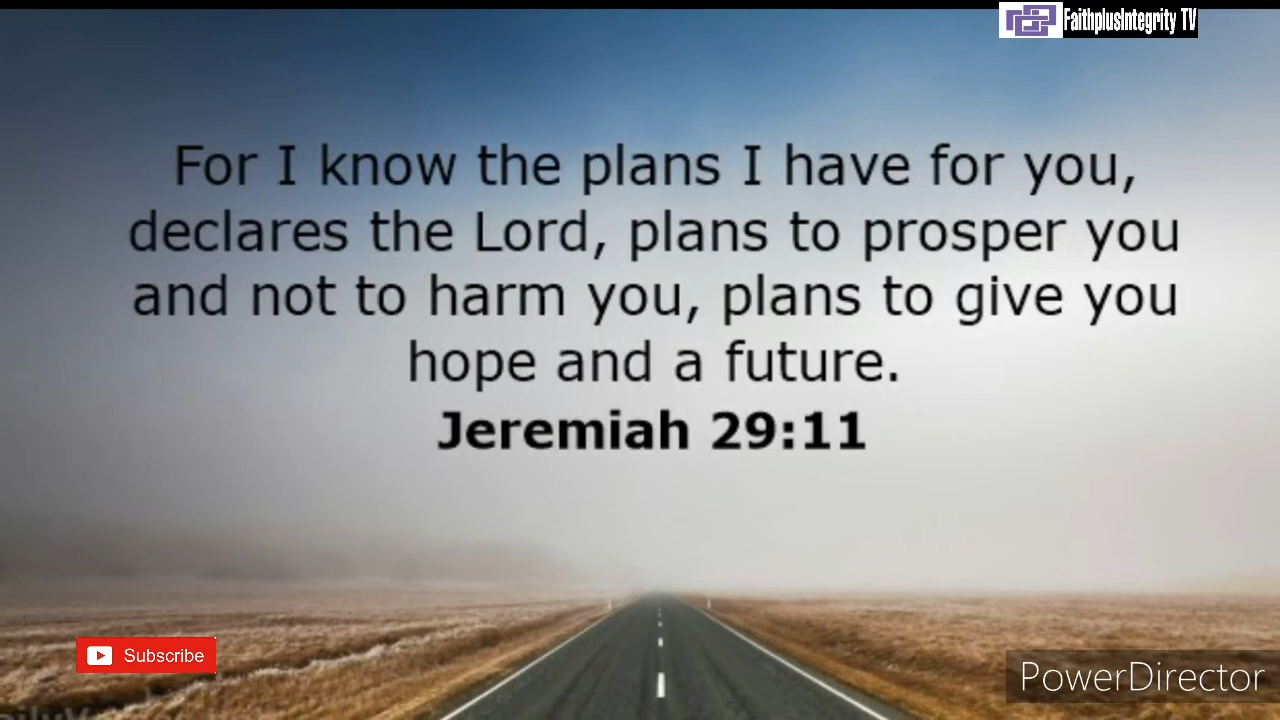 FaithplusIntegrity TV
For I know the plans I have for you,
declares the Lord, plans to prosper you
and not to harm you, plans to give you
hope and a future.
Jeremiah 29:11
Subscribe
PowerDirector